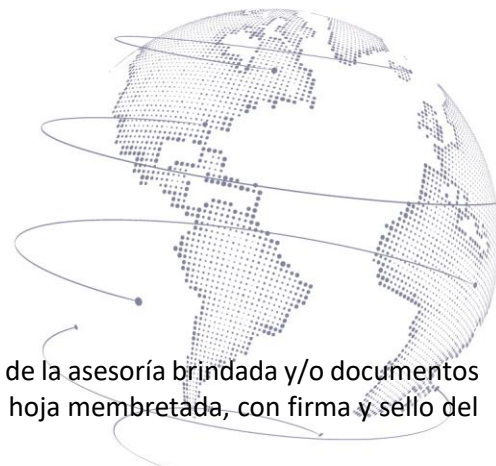 de la asesoría brindada y/o documentos
hoja membretada, con firma y sello del